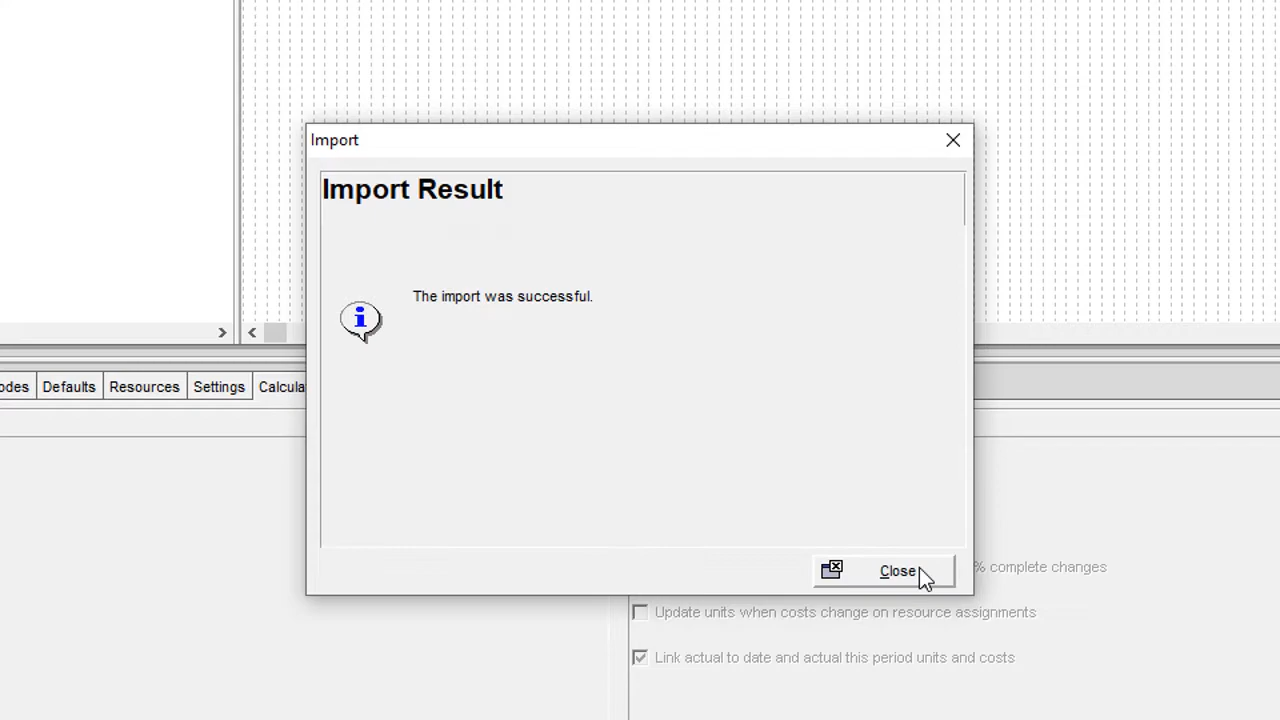 Import
Import Result
The import was successful.
Close
odes Defaults Resources Settings Calcula
% complete changes
Update units when costs change on resource assignments
Link actual to date and actual this period units and costs